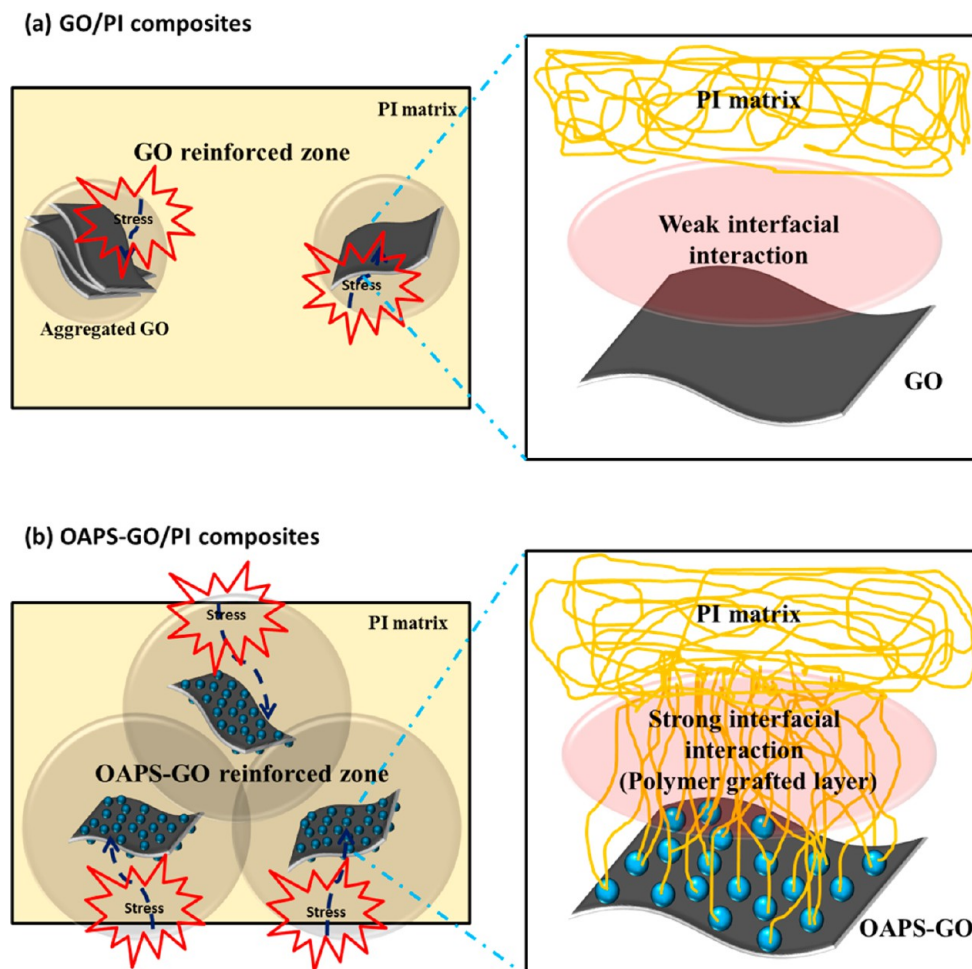 (a) GO/PI composites
PI matrix
GO reinforced zone
Stress
Stress
Aggregated GO
PI matrix
Weak interfacial
interaction
GO
(b) OAPS-GO/PI composites
Stress
PI matrix
OAPS-GO reinforced zone
Stress
Stress
PI matrix
Strong interfacial
interaction
(Polymer grafted layer)
OAPS-GO